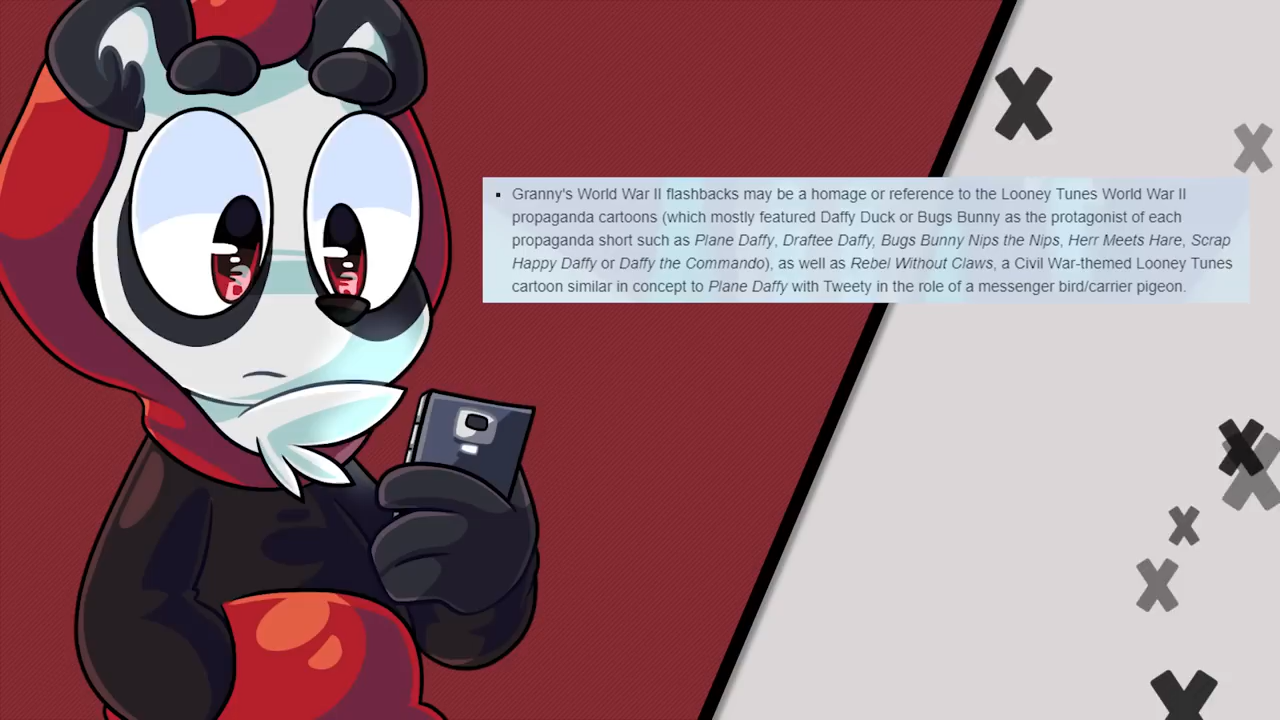 Granny's World War II flashbacks may be a homage or reference to the Looney Tunes World War II
propaganda cartoons (which mostly featured Daffy Duck or Bugs Bunny as the protagonist of each
propaganda short such as Plane Daffy, Draftee Daffy, Bugs Bunny Nips the Nips, Herr Meets Hare, Scrap
Happy Daffy or Daffy the Commando), as well as Rebel Without Claws, a Civil War-themed Looney Tunes
cartoon similar in concept to Plane Daffy with Tweety in the role of a messenger bird/carrier pigeon.